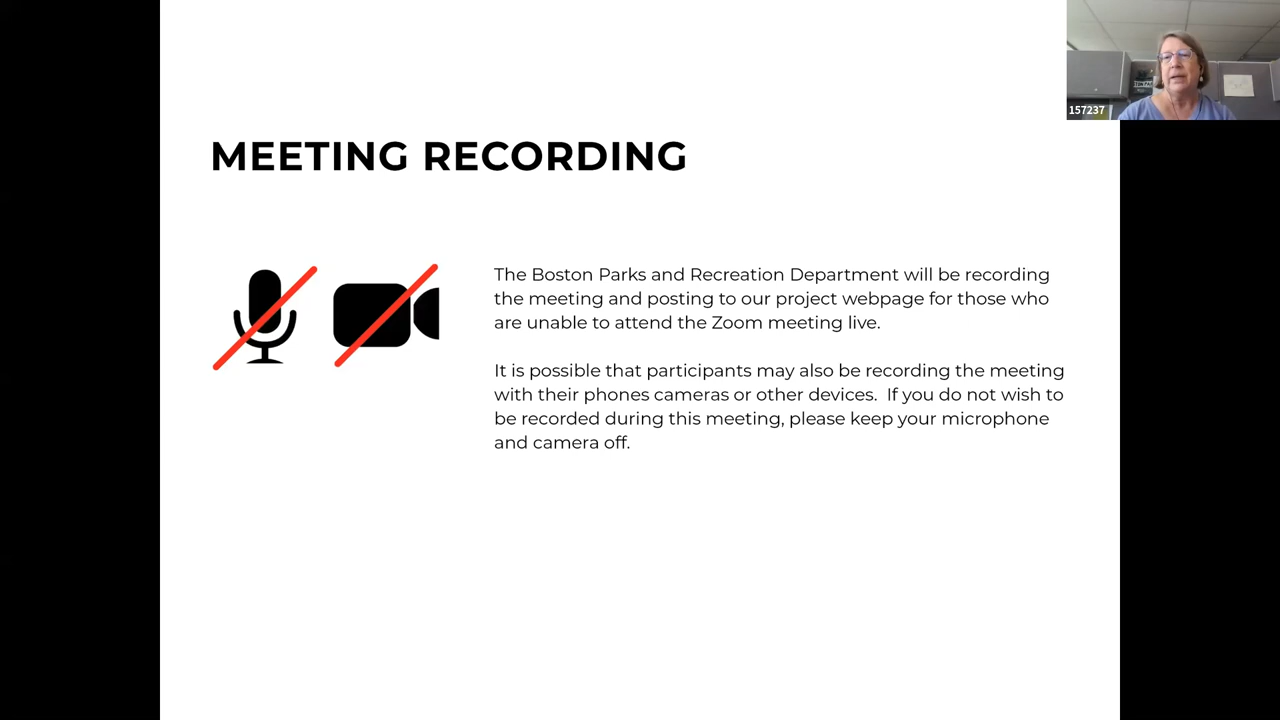 157237
MEETING RECORDING
The Boston Parks and Recreation Department will be recording
the meeting and posting to our project webpage for those who
are unable to attend the Zoom meeting live.
It is possible that participants may also be recording the meeting
with their phones cameras or other devices.  If you do not wish to
be recorded during this meeting, please keep your microphone
and camera off.